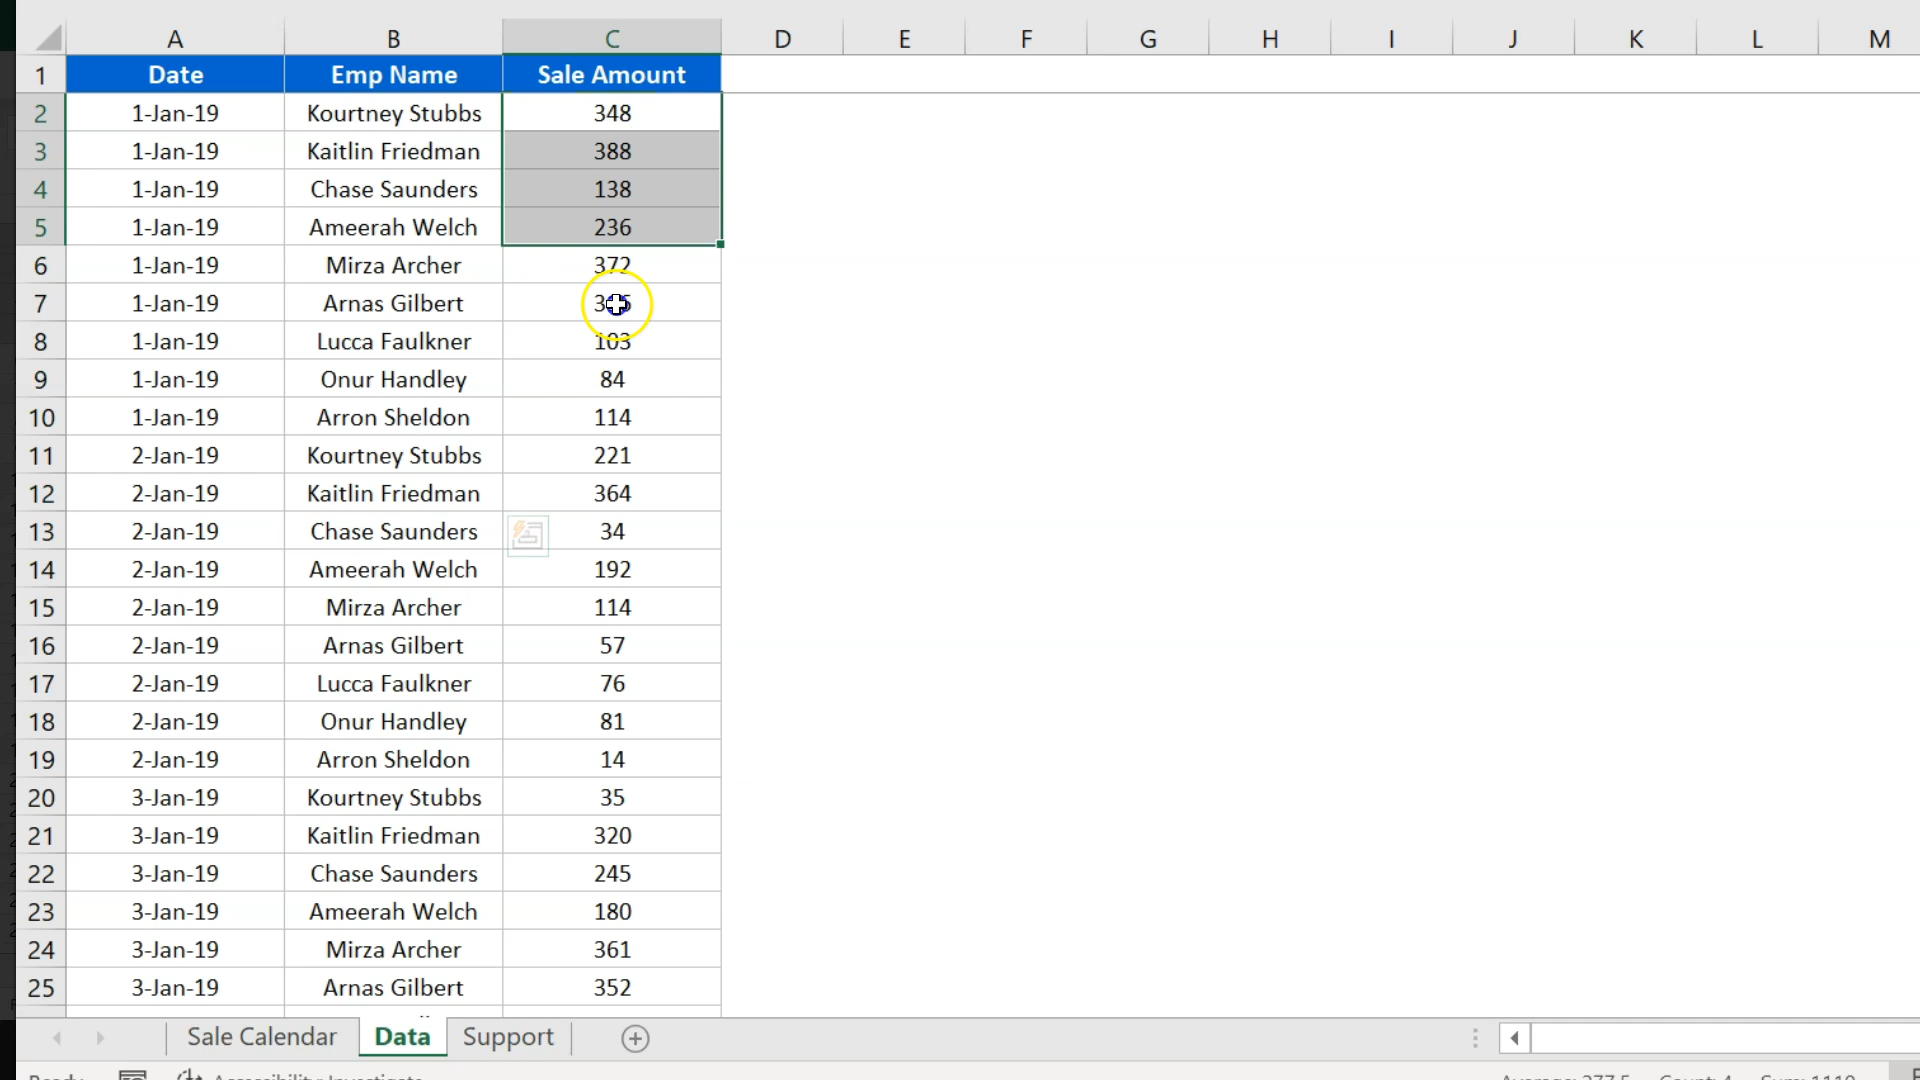 A B C D E F G H I J K L M
1 Date Emp Name Sale Amount
2 1-Jan-19 Kourtney Stubbs 348
3 1-Jan-19 Kaitlin Friedman 388
4 1-Jan-19 Chase Saunders 138
5 1-Jan-19 Ameerah Welch 236
6 1-Jan-19 Mirza Archer 372
7 1-Jan-19 Arnas Gilbert
8 1-Jan-19 Lucca Faulkner 103
9 1-Jan-19 Onur Handley 84
10 1-Jan-19 Arron Sheldon 114
11 2-Jan-19 Kourtney Stubbs 221
12 2-Jan-19 Kaitlin Friedman 364
13 2-Jan-19 Chase Saunders 34
14 2-Jan-19 Ameerah Welch 192
15 2-Jan-19 Mirza Archer 114
16 2-Jan-19 Arnas Gilbert 57
17 2-Jan-19 Lucca Faulkner 76
18 2-Jan-19 Onur Handley 81
19 2-Jan-19 Arron Sheldon 14
20 3-Jan-19 Kourtney Stubbs 35
21 3-Jan-19 Kaitlin Friedman 320
22 3-Jan-19 Chase Saunders 245
23 3-Jan-19 Ameerah Welch 180
24 3-Jan-19 Mirza Archer 361
25 3-Jan-19 Arnas Gilbert 352
Sale Calendar Data Support
Ready Accessibility: Investigate Average: 277.5 Count: 4 Sum: 1110